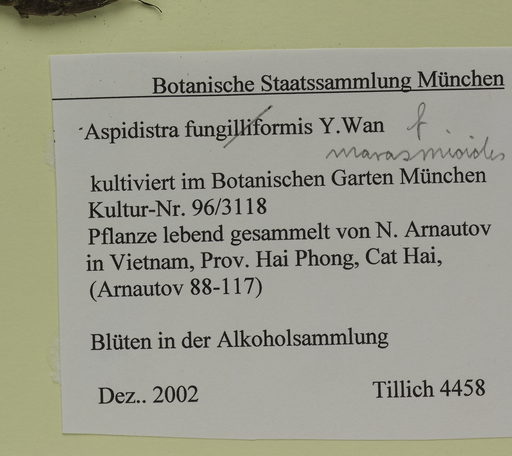 Botanische Staatssammlung München
Aspidistra fungilliformis Y.Wan f
marasmioides
kultiviert im Botanischen Garten München
Kultur-Nr. 96/3118
Pflanze lebend gesammelt von N. Arnautov
in Vietnam, Prov. Hai Phong, Cat Hai,
(Arnautov 88-117)
Blüten in der Alkoholsammlung
Dez.. 2002 Tillich 4458